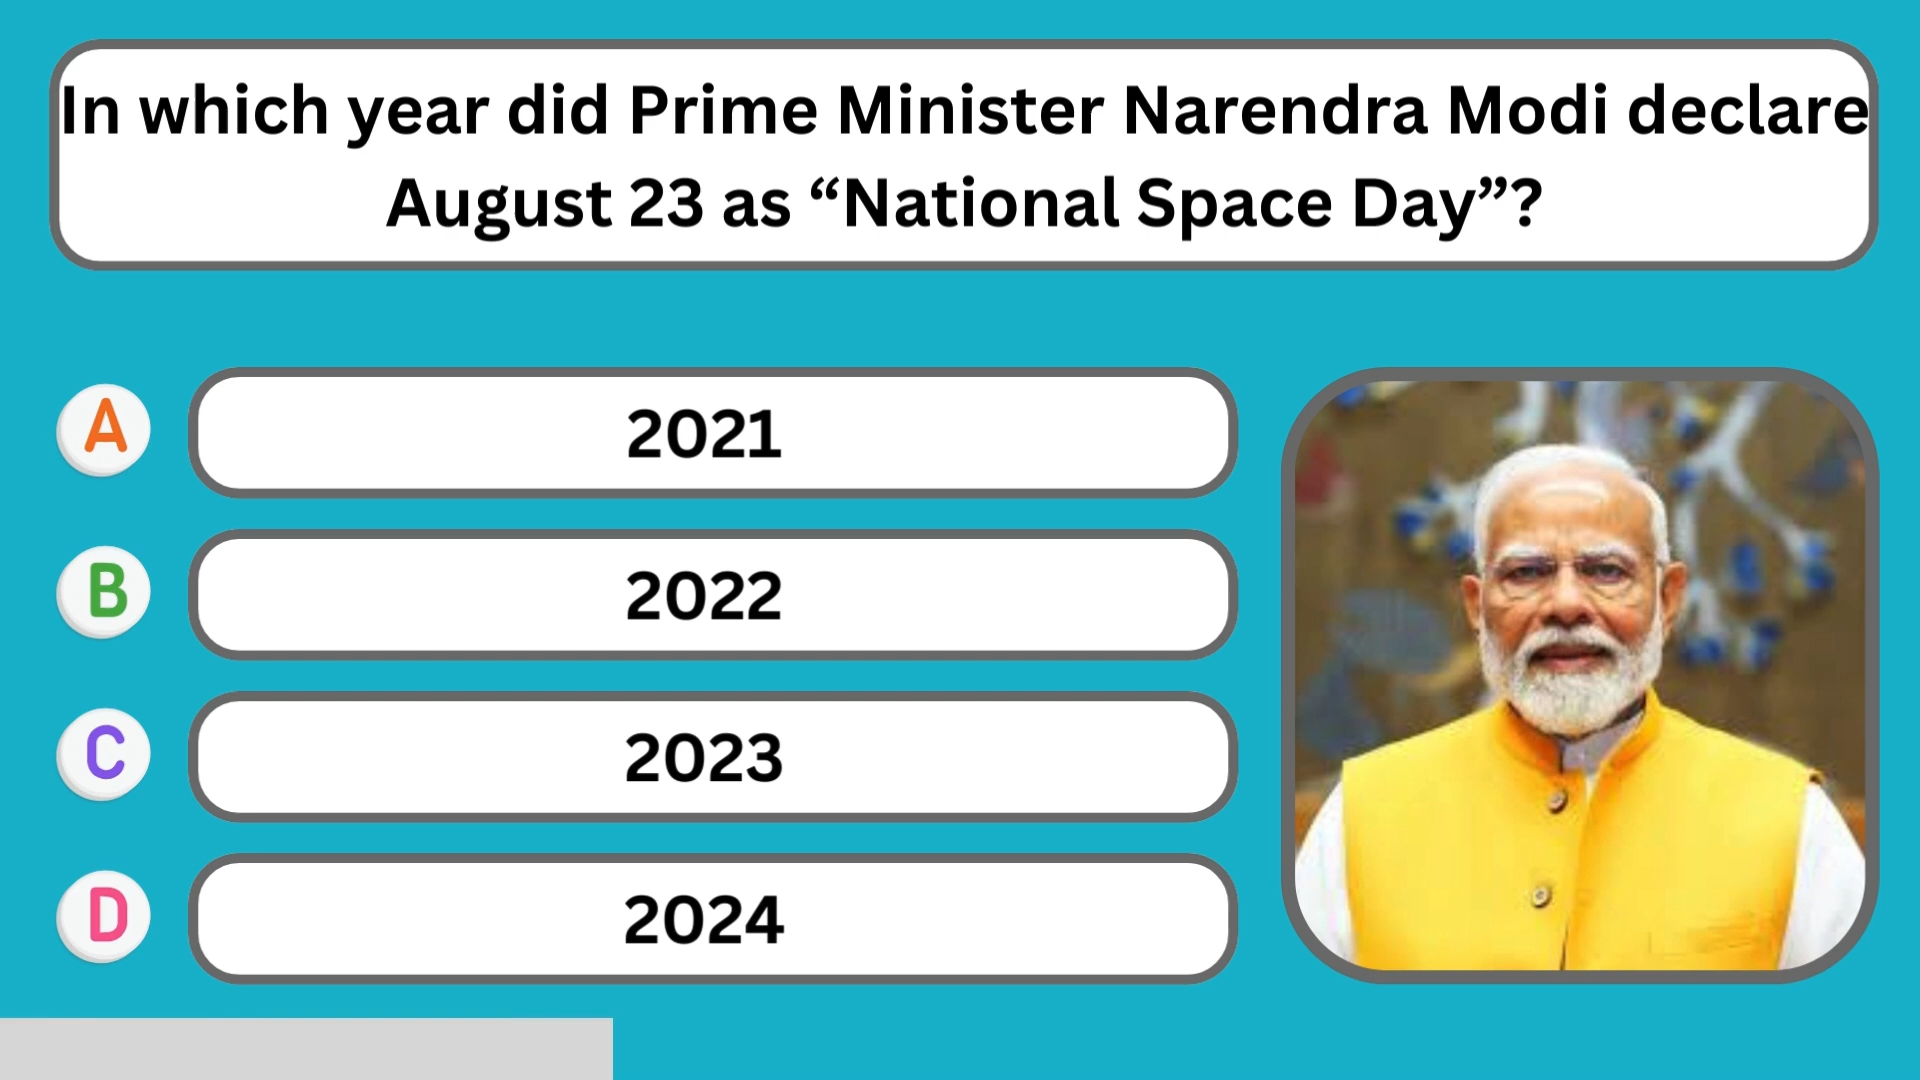 In which year did Prime Minister Narendra Modi declare
August 23 as “National Space Day”?
A
2021
B
2022
C
2023
D
2024